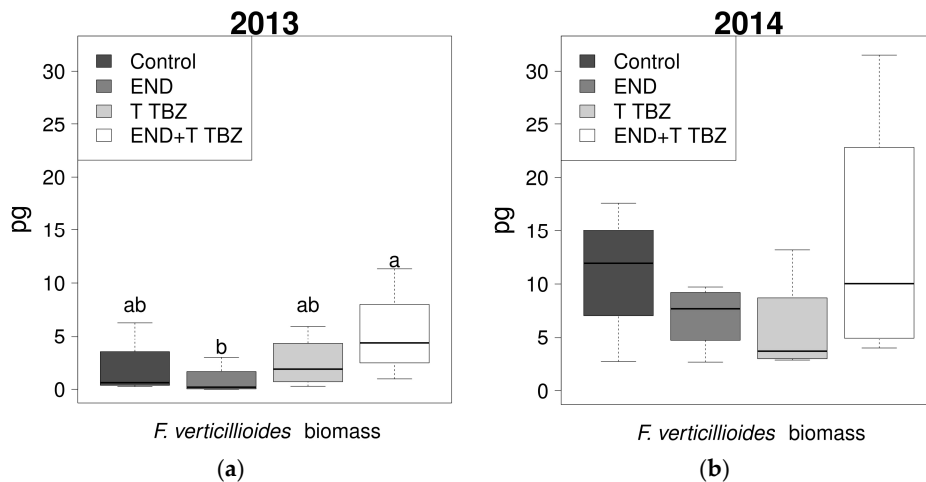 2013
Control
END
T TBZ
END+T TBZ
pg
30
25
20
15
10
5
0
ab
b
ab
a
F. verticillioides biomass
(a)
2014
Control
END
T TBZ
END+T TBZ
pg
30
25
20
15
10
5
0
F. verticillioides biomass
(b)